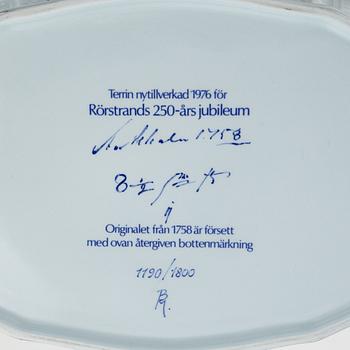 Terrin nytillverkad 1976 för
Rörstrands 250-års jubileum
Stockholm 1758
Originalet från 1758 är försett
med ovan återgiven bottenmärkning
1190/1800
R